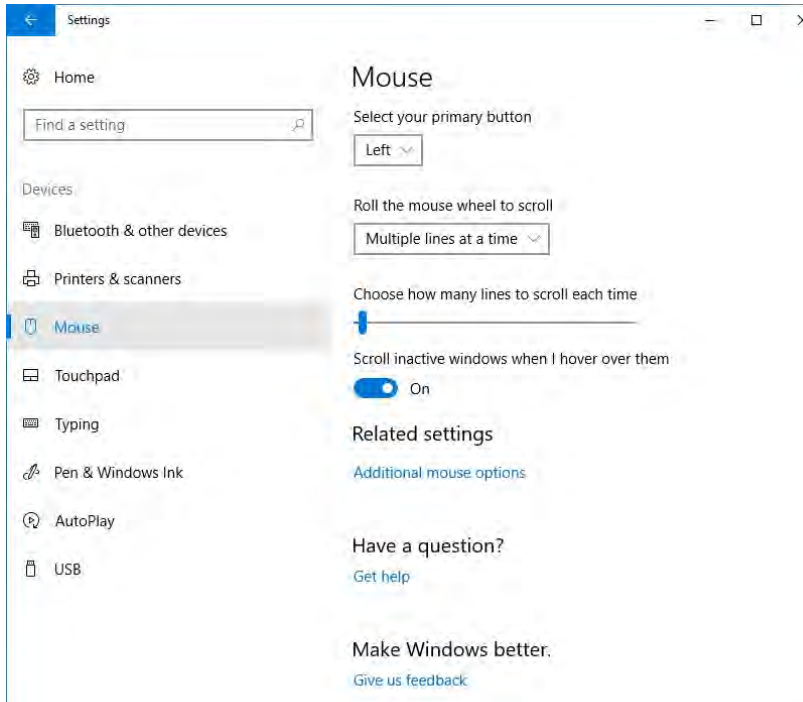 Settings
Home
Find a setting
Devices
Bluetooth & other devices
Printers & scanners
Mouse
Touchpad
Typing
Pen & Windows Ink
AutoPlay
USB
Mouse
Select your primary button
Left
Roll the mouse wheel to scroll
Multiple lines at a time
Choose how many lines to scroll each time
Scroll inactive windows when I hover over them
On
Related settings
Additional mouse options
Have a question?
Get help
Make Windows better.
Give us feedback